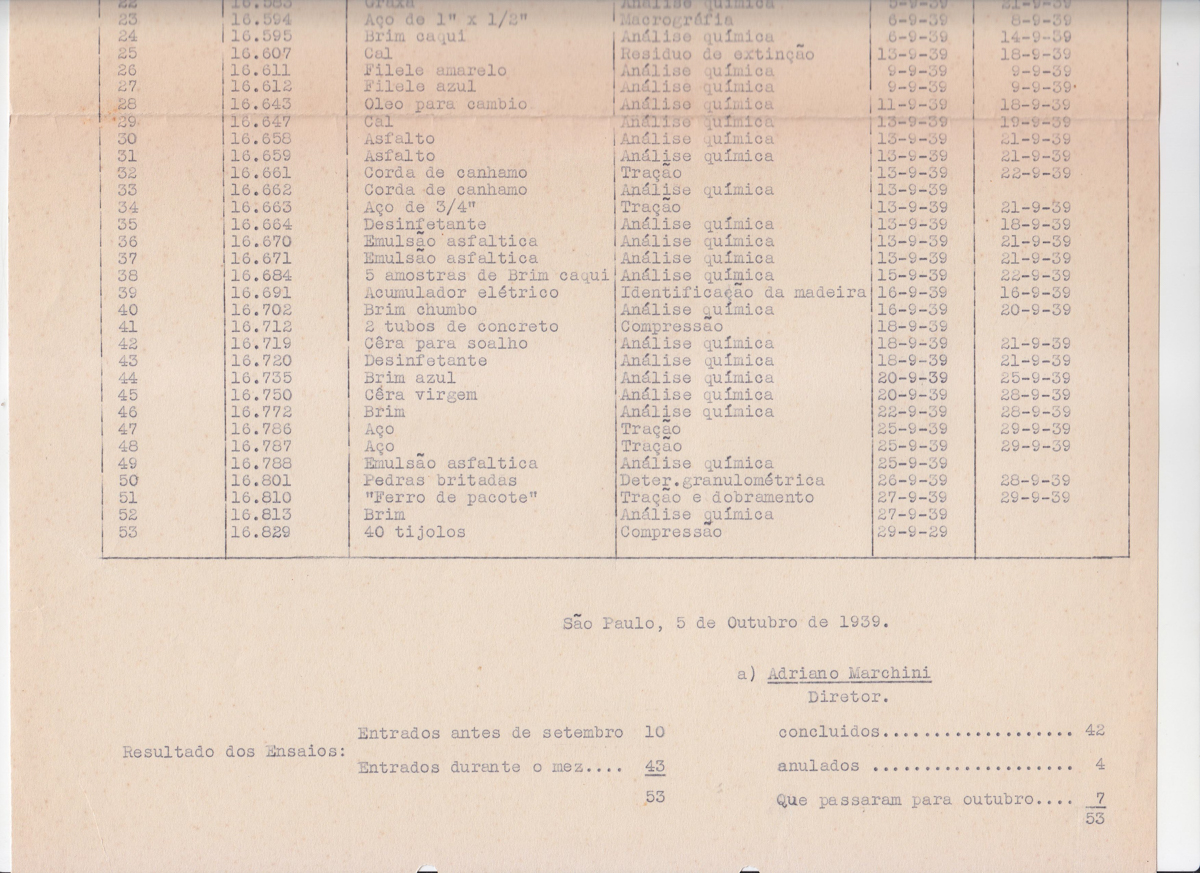 22 16.583 Graxa Análise química 5-9-39 21-9-39
23 16.594 Aço de 1" x 1/2" Macrográfia 6-9-39 8-9-39
24 16.595 Brim caqui Análise química 6-9-39 14-9-39
25 16.607 Cal Residuo de extinção 13-9-39 18-9-39
26 16.611 Filele amarelo Análise química 9-9-39 9-9-39
27 16.612 Filele azul Análise química 9-9-39 9-9-39
28 16.643 Oleo para cambio Análise química 11-9-39 18-9-39
29 16.647 Cal Análise química 13-9-39 19-9-39
30 16.658 Asfalto Análise química 13-9-39 21-9-39
31 16.659 Asfalto Análise química 13-9-39 21-9-39
32 16.661 Corda de canhamo Tração 13-9-39 22-9-39
33 16.662 Corda de canhamo Análise química 13-9-39
34 16.663 Aço de 3/4" Tração 13-9-39 21-9-39
35 16.664 Desinfetante Análise química 13-9-39 18-9-39
36 16.670 Emulsão asfaltica Análise química 13-9-39 21-9-39
37 16.671 Emulsão asfaltica Análise química 13-9-39 21-9-39
38 16.684 5 amostras de Brim caqui Análise química 15-9-39 22-9-39
39 16.691 Acumulador elétrico Identificação da madeira 16-9-39 16-9-39
40 16.702 Brim chumbo Análise química 16-9-39 20-9-39
41 16.712 2 tubos de concreto Compressão 18-9-39
42 16.719 Cêra para soalho Análise química 18-9-39 21-9-39
43 16.720 Desinfetante Análise química 18-9-39 21-9-39
44 16.735 Brim azul Análise química 20-9-39 25-9-39
45 16.750 Cêra virgem Análise química 20-9-39 28-9-39
46 16.772 Brim Análise química 22-9-39 28-9-39
47 16.786 Aço Tração 25-9-39 29-9-39
48 16.787 Aço Tração 25-9-39 29-9-39
49 16.788 Emulsão asfaltica Análise química 25-9-39
50 16.801 Pedras britadas Deter.granulométrica 26-9-39 28-9-39
51 16.810 "Ferro de pacote" Tração e dobramento 27-9-39 29-9-39
52 16.813 Brim Análise química 27-9-39
53 16.829 40 tijolos Compressão 29-9-29
São Paulo, 5 de Outubro de 1939.
a) Adriano Marchini
Diretor.
Resultado dos Ensaios:
Entrados antes de setembro 10
Entrados durante o mez.... 43
53
concluidos................... 42
anulados .................... 4
Que passaram para outubro.... 7
53